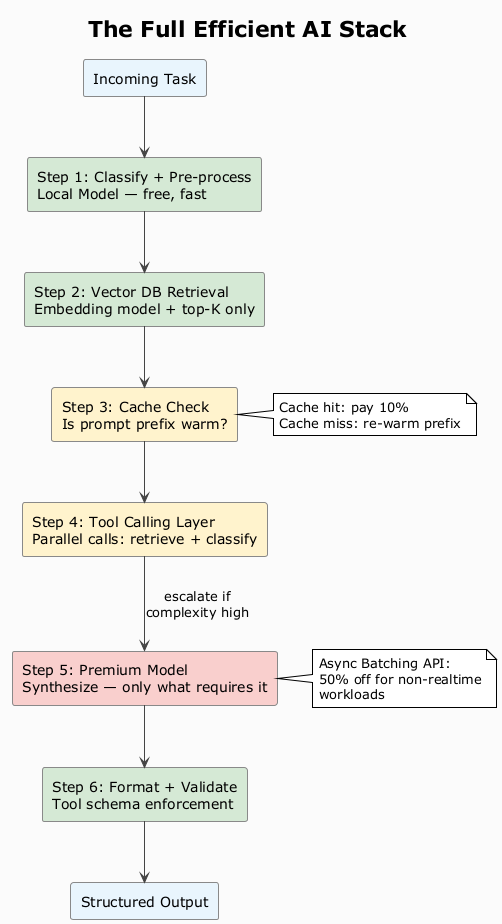 The Full Efficient AI Stack
Incoming Task
Step 1: Classify + Pre-process
Local Model — free, fast
Step 2: Vector DB Retrieval
Embedding model + top-K only
Step 3: Cache Check
Is prompt prefix warm?
Cache hit: pay 10%
Cache miss: re-warm prefix
Step 4: Tool Calling Layer
Parallel calls: retrieve + classify
escalate if
complexity high
Step 5: Premium Model
Synthesize — only what requires it
Async Batching API:
50% off for non-realtime
workloads
Step 6: Format + Validate
Tool schema enforcement
Structured Output